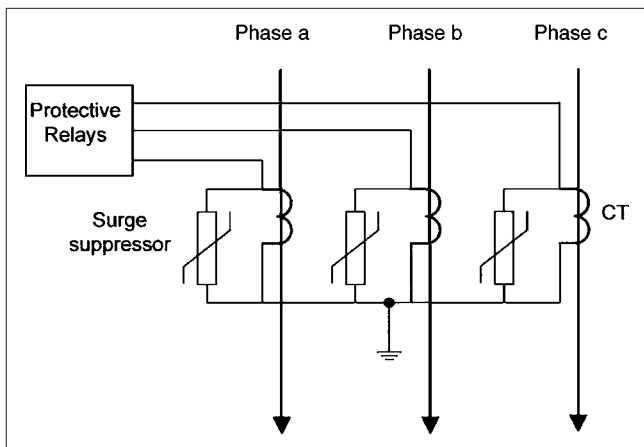 Phase a
Phase b
Phase c
Protective
Relays
Surge
suppressor
CT